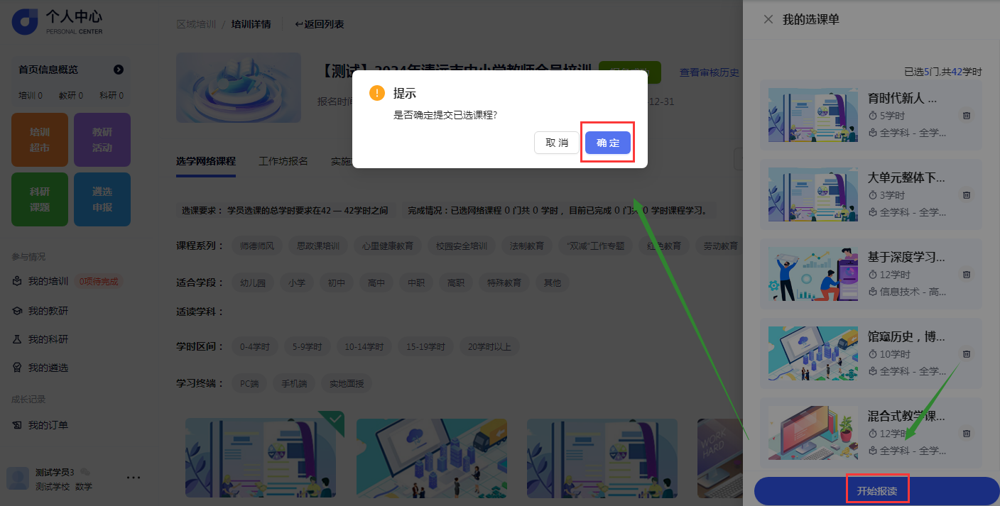 个人中心
PERSONAL CENTER
首页信息概览
培训 0 教研 0 科研 0
培训
超市
教研
活动
科研
课题
遴选
申报
参与情况
我的培训 0项待完成
我的教研
我的科研
我的遴选
成长记录
我的订单
测试学员3
测试学校 数学
区域培训 / 培训详情 ↩返回列表
【测试】2024年清远市中小学教师全员培训
查看审核历史
报名时间
-12-31
提示
是否确定提交已选课程?
取 消 确 定
选学网络课程 工作坊报名 实施
选课要求: 学员选课的总学时要求在42 — 42学时之间 完成情况:已选网络课程 0 门共 0 学时, 目前已完成 0 门共 0 学时课程学习。
课程系列: 师德师风 思政课培训 心里健康教育 校园安全培训 法制教育 “双减”工作专题 红色教育 劳动教育
适合学段: 幼儿园 小学 初中 高中 中职 高职 特殊教育 其他
适读学科:
学时区间: 0-4学时 5-9学时 10-14学时 15-19学时 20学时以上
学习终端: PC端 手机端 实地面授
WORK
HARD
我的选课单
已选5门,共42学时
育时代新人 ...
5学时
全学科 - 全学...
大单元整体下...
3学时
全学科 - 全学...
基于深度学习...
12学时
信息技术 - 高...
馆窥历史，博...
10学时
全学科 - 全学...
混合式教学课...
12学时
全学科 - 全学...
开始报读